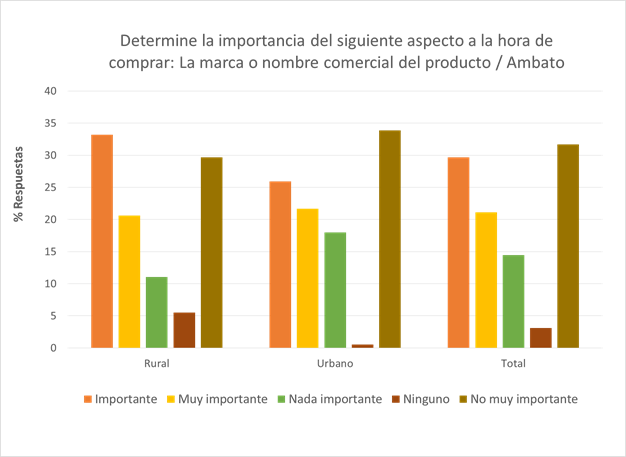 Determine la importancia del siguiente aspecto a la hora de
comprar: La marca o nombre comercial del producto / Ambato
% Respuestas
40
35
30
25
20
15
10
5
0
Rural Urbano Total
Importante Muy importante Nada importante Ninguno No muy importante